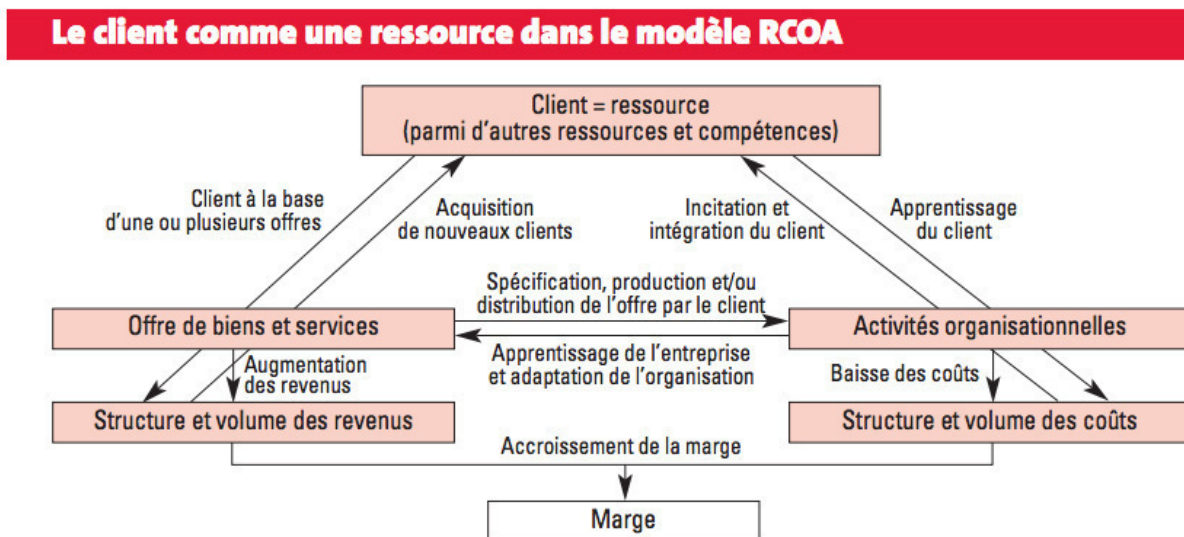 Le client comme une ressource dans le modèle RCOA
Client = ressource
(parmi d'autres ressources et compétences)
Client à la base
d'une ou plusieurs offres
Acquisition
de nouveaux clients
Incitation et
intégration du client
Apprentissage
du client
Spécification, production et/ou
distribution de l'offre par le client
Offre de biens et services
Activités organisationnelles
Apprentissage de l'entreprise
et adaptation de l'organisation
Augmentation
des revenus
Baisse des coûts
Structure et volume des revenus
Structure et volume des coûts
Accroissement de la marge
Marge